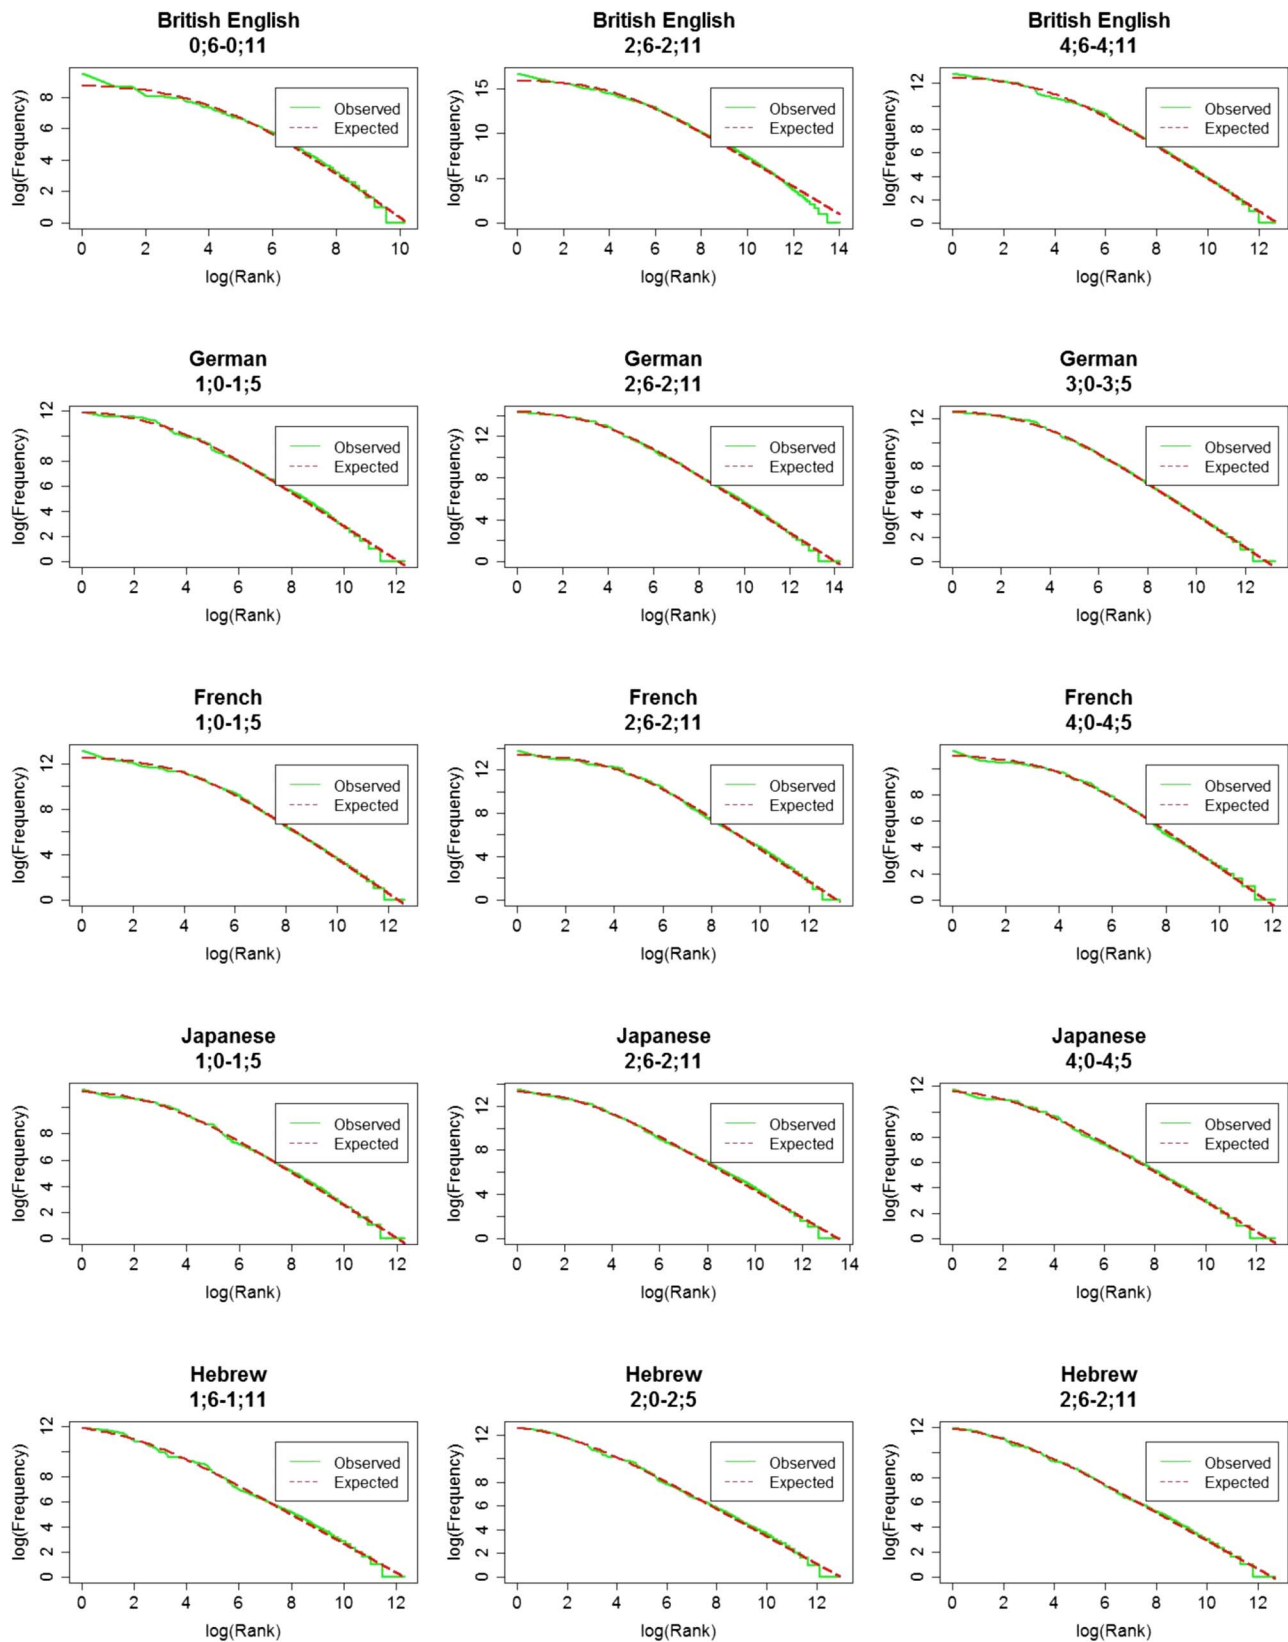 British English
0;6-0;11
log(Frequency)
0 2 4 6 8
Observed
Expected
0 2 4 6 8 10
log(Rank)
British English
2;6-2;11
log(Frequency)
0 5 10 15
Observed
Expected
0 2 4 6 8 10 12 14
log(Rank)
British English
4;6-4;11
log(Frequency)
0 2 4 6 8 12
Observed
Expected
0 2 4 6 8 10 12
log(Rank)
German
1;0-1;5
log(Frequency)
0 2 4 6 8 12
Observed
Expected
0 2 4 6 8 10 12
log(Rank)
German
2;6-2;11
log(Frequency)
0 4 8 12
Observed
Expected
0 2 4 6 8 10 12 14
log(Rank)
German
3;0-3;5
log(Frequency)
0 2 4 6 8 12
Observed
Expected
0 2 4 6 8 10 12
log(Rank)
French
1;0-1;5
log(Frequency)
0 4 8 12
Observed
Expected
0 2 4 6 8 10 12
log(Rank)
French
2;6-2;11
log(Frequency)
0 4 8 12
Observed
Expected
0 2 4 6 8 10 12
log(Rank)
French
4;0-4;5
log(Frequency)
0 2 4 6 8
Observed
Expected
0 2 4 6 8 10 12
log(Rank)
Japanese
1;0-1;5
log(Frequency)
0 2 4 6 8
Observed
Expected
0 2 4 6 8 10 12
log(Rank)
Japanese
2;6-2;11
log(Frequency)
0 4 8 12
Observed
Expected
0 2 4 6 8 10 12 14
log(Rank)
Japanese
4;0-4;5
log(Frequency)
0 2 4 6 8 12
Observed
Expected
0 2 4 6 8 10 12
log(Rank)
Hebrew
1;6-1;11
log(Frequency)
0 2 4 6 8 12
Observed
Expected
0 2 4 6 8 10 12
log(Rank)
Hebrew
2;0-2;5
log(Frequency)
0 2 4 6 8 12
Observed
Expected
0 2 4 6 8 10 12
log(Rank)
Hebrew
2;6-2;11
log(Frequency)
0 2 4 6 8 12
Observed
Expected
0 2 4 6 8 10 12
log(Rank)